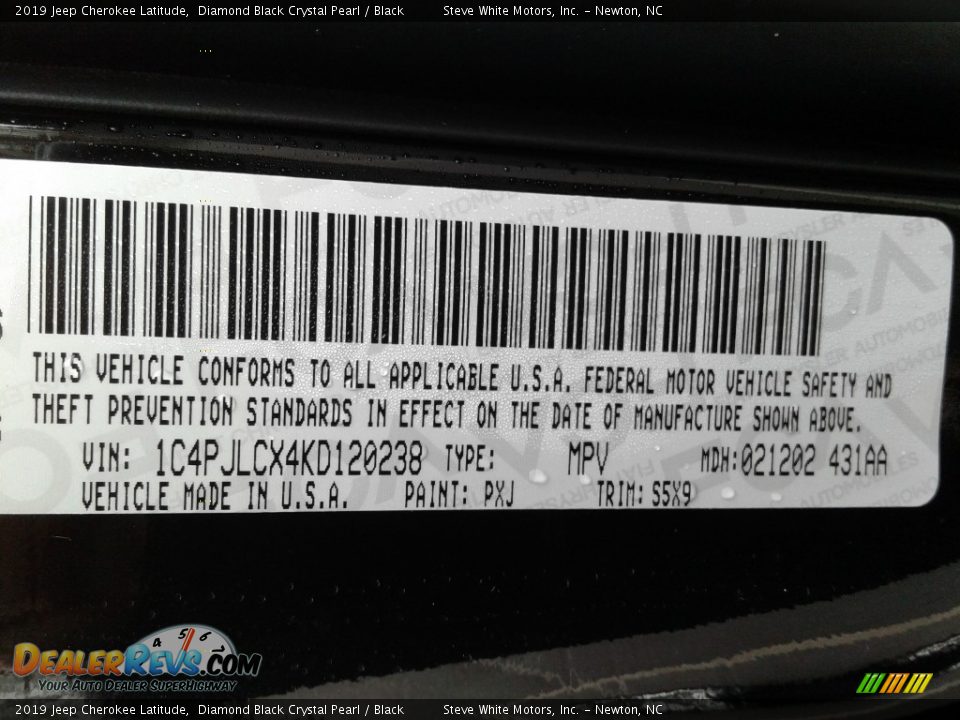 2019 Jeep Cherokee Latitude,  Diamond Black Crystal Pearl / Black        Steve White Motors, Inc. - Newton, NC
THIS VEHICLE CONFORMS TO ALL APPLICABLE U.S.A. FEDERAL MOTOR VEHICLE SAFETY AND
THEFT PREVENTION STANDARDS IN EFFECT ON THE DATE OF MANUFACTURE SHOWN ABOVE.
VIN: 1C4PJLCX4KD120238 TYPE: MPV MDH:021202 431AA
VEHICLE MADE IN U.S.A. PAINT: PXJ TRIM: S5X9
4 5 6
DEALERREVS.COM
YOUR AUTO DEALER SUPERHIGHWAY
2019 Jeep Cherokee Latitude,  Diamond Black Crystal Pearl / Black        Steve White Motors, Inc. - Newton, NC